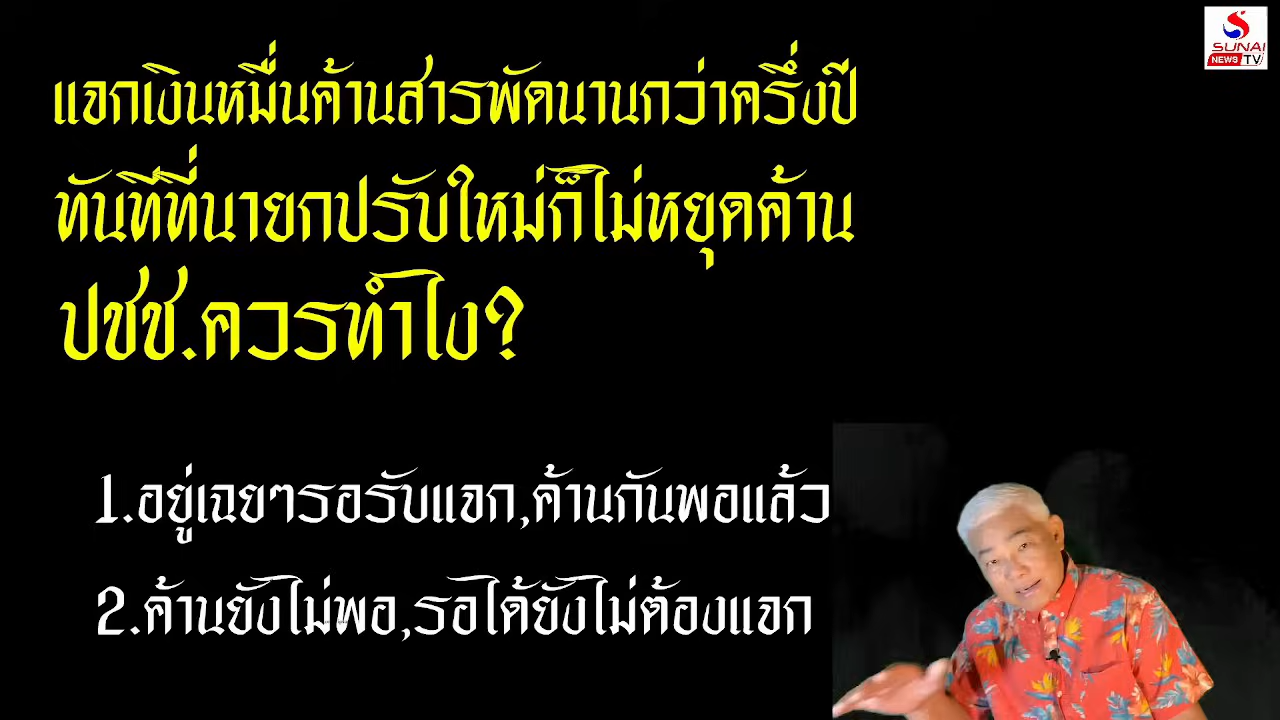 แจกเงินหมื่นค้านสารพัดนานกว่าครึ่งปี
ทันทีที่นายกปรับใหม่ก็ไม่หยุดค้าน
ปชช.ควรทำไง?
1.อยู่เฉยๆรอรับแจก,ค้านกันพอแล้ว
2.ค้านยังไม่พอ,รอได้ยังไม่ต้องแจก
SUNAI
NEWS TV